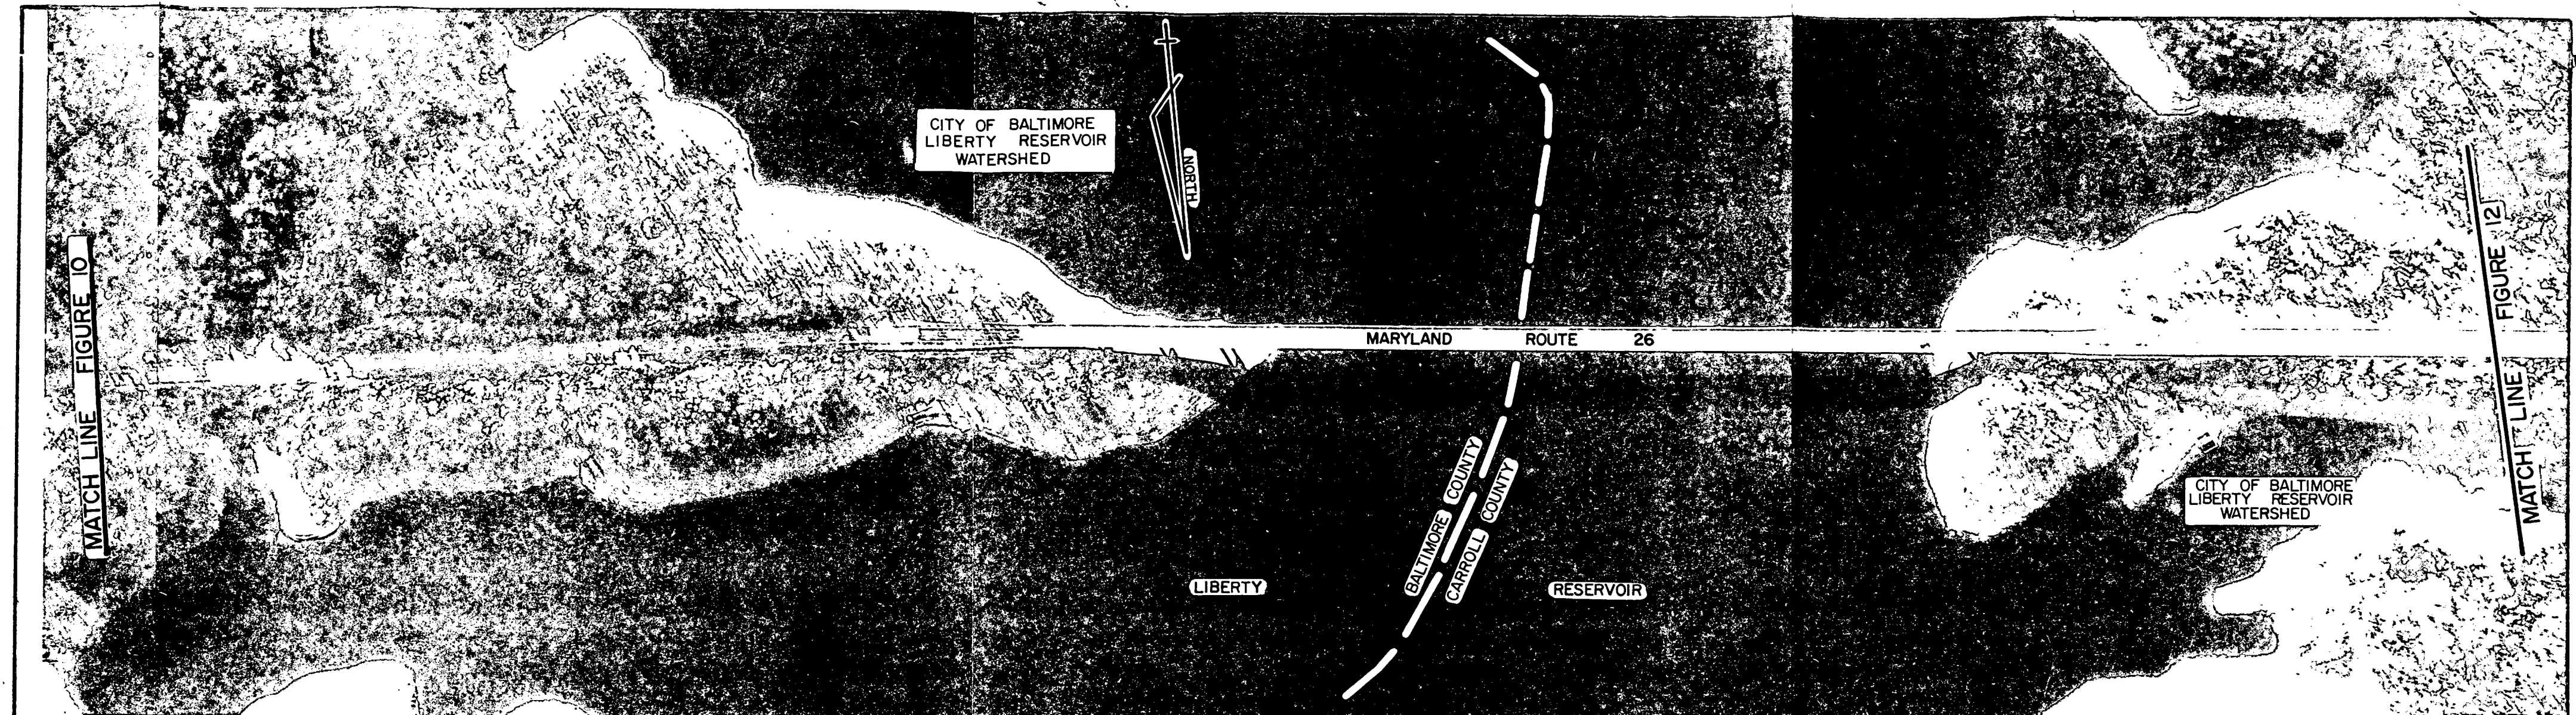 CITY OF BALTIMORE
LIBERTY RESERVOIR
WATERSHED
NORTH
MATCH LINE FIGURE 10
MARYLAND ROUTE 26
MATCH LINE FIGURE 12
BALTIMORE COUNTY
CARROLL COUNTY
CITY OF BALTIMORE
LIBERTY RESERVOIR
WATERSHED
LIBERTY RESERVOIR